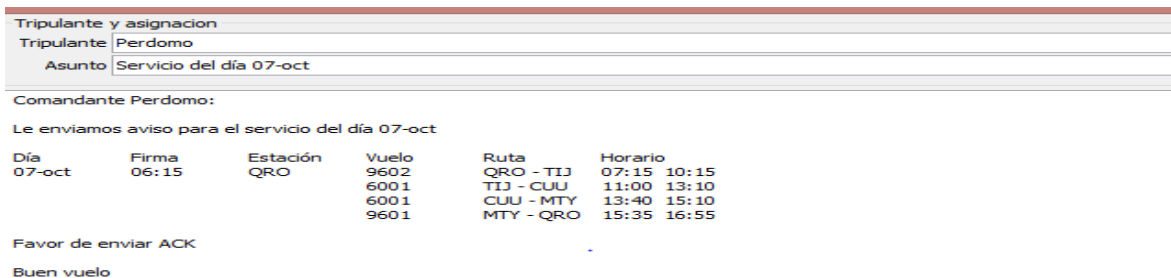 Tripulante y asignacion
Tripulante Perdomo
Asunto Servicio del día 07-oct
Comandante Perdomo:
Le enviamos aviso para el servicio del día 07-oct
Día Firma Estación Vuelo Ruta Horario
07-oct 06:15 QRO 9602 QRO - TIJ 07:15 10:15
6001 TIJ - CUU 11:00 13:10
6001 CUU - MTY 13:40 15:10
9601 MTY - QRO 15:35 16:55
Favor de enviar ACK
Buen vuelo